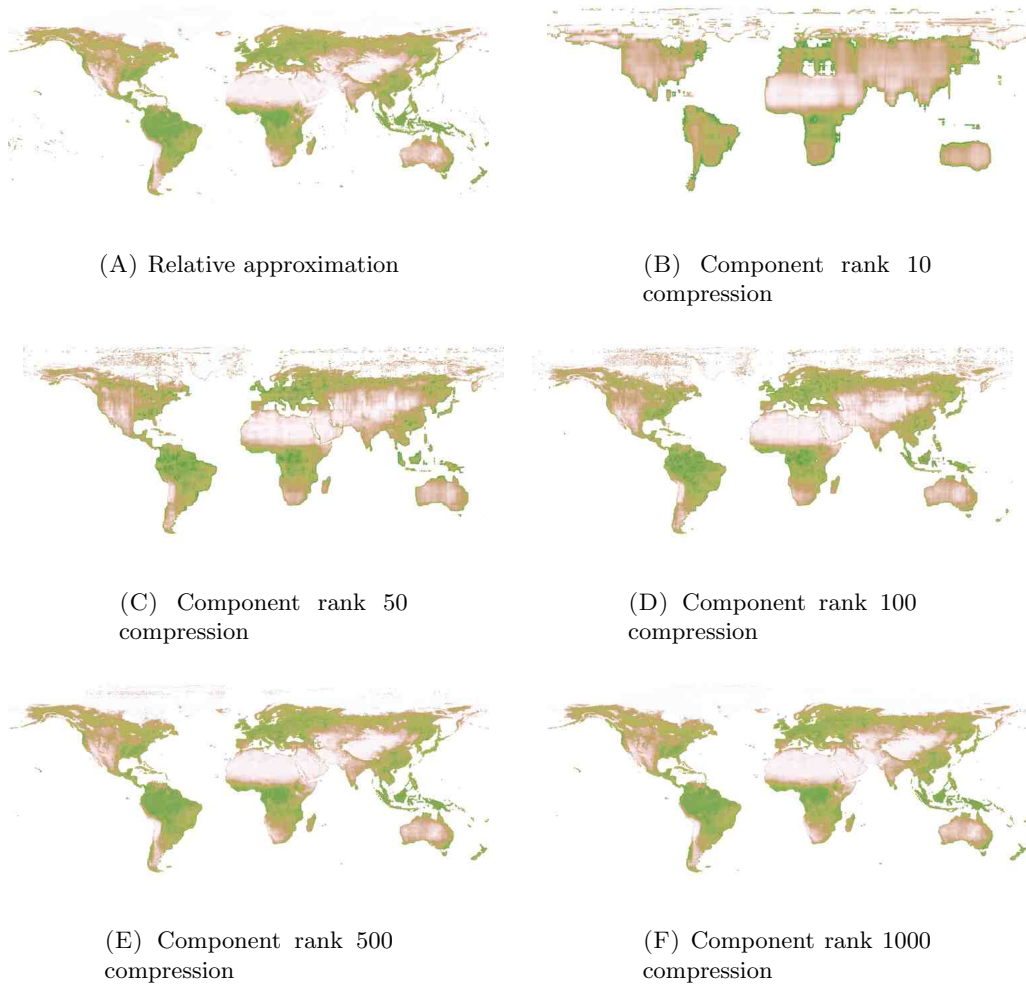 (A) Relative approximation
(B) Component rank 10
compression
(C) Component rank 50
compression
(D) Component rank 100
compression
(E) Component rank 500
compression
(F) Component rank 1000
compression